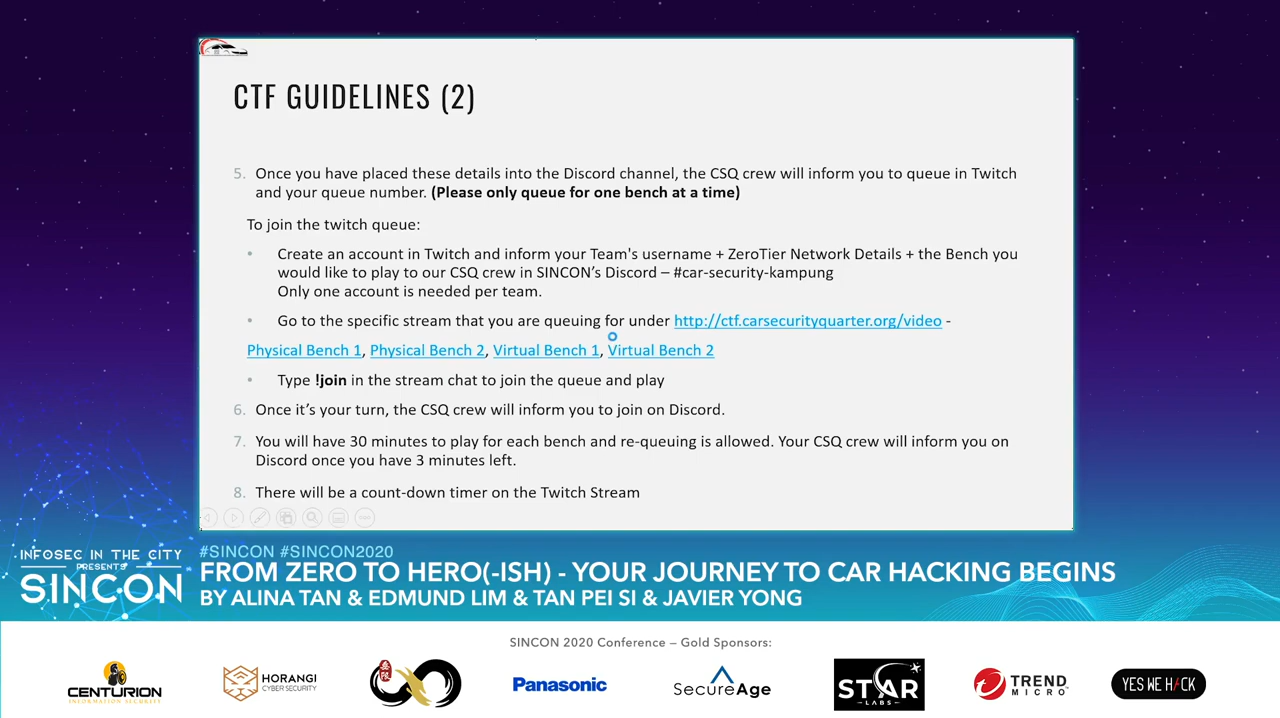 CTF GUIDELINES (2)
5. Once you have placed these details into the Discord channel, the CSQ crew will inform you to queue in Twitch
and your queue number. (Please only queue for one bench at a time)
To join the twitch queue:
• Create an account in Twitch and inform your Team's username + ZeroTier Network Details + the Bench you
would like to play to our CSQ crew in SINCON’s Discord – #car-security-kampung
Only one account is needed per team.
• Go to the specific stream that you are queuing for under http://ctf.carsecurityquarter.org/video -
Physical Bench 1, Physical Bench 2, Virtual Bench 1, Virtual Bench 2
• Type !join in the stream chat to join the queue and play
6. Once it’s your turn, the CSQ crew will inform you to join on Discord.
7. You will have 30 minutes to play for each bench and re-queuing is allowed. Your CSQ crew will inform you on
Discord once you have 3 minutes left.
8. There will be a count-down timer on the Twitch Stream
INFOSEC IN THE CITY
PRESENTS
SINCON
#SINCON #SINCON2020
FROM ZERO TO HERO(-ISH) - YOUR JOURNEY TO CAR HACKING BEGINS
BY ALINA TAN & EDMUND LIM & TAN PEI SI & JAVIER YONG
SINCON 2020 Conference – Gold Sponsors:
CENTURION
INFORMATION SECURITY
HORANGI
CYBER SECURITY
Panasonic
SecureAge
STAR
LABS
TREND
MICRO
YES WE H/CK